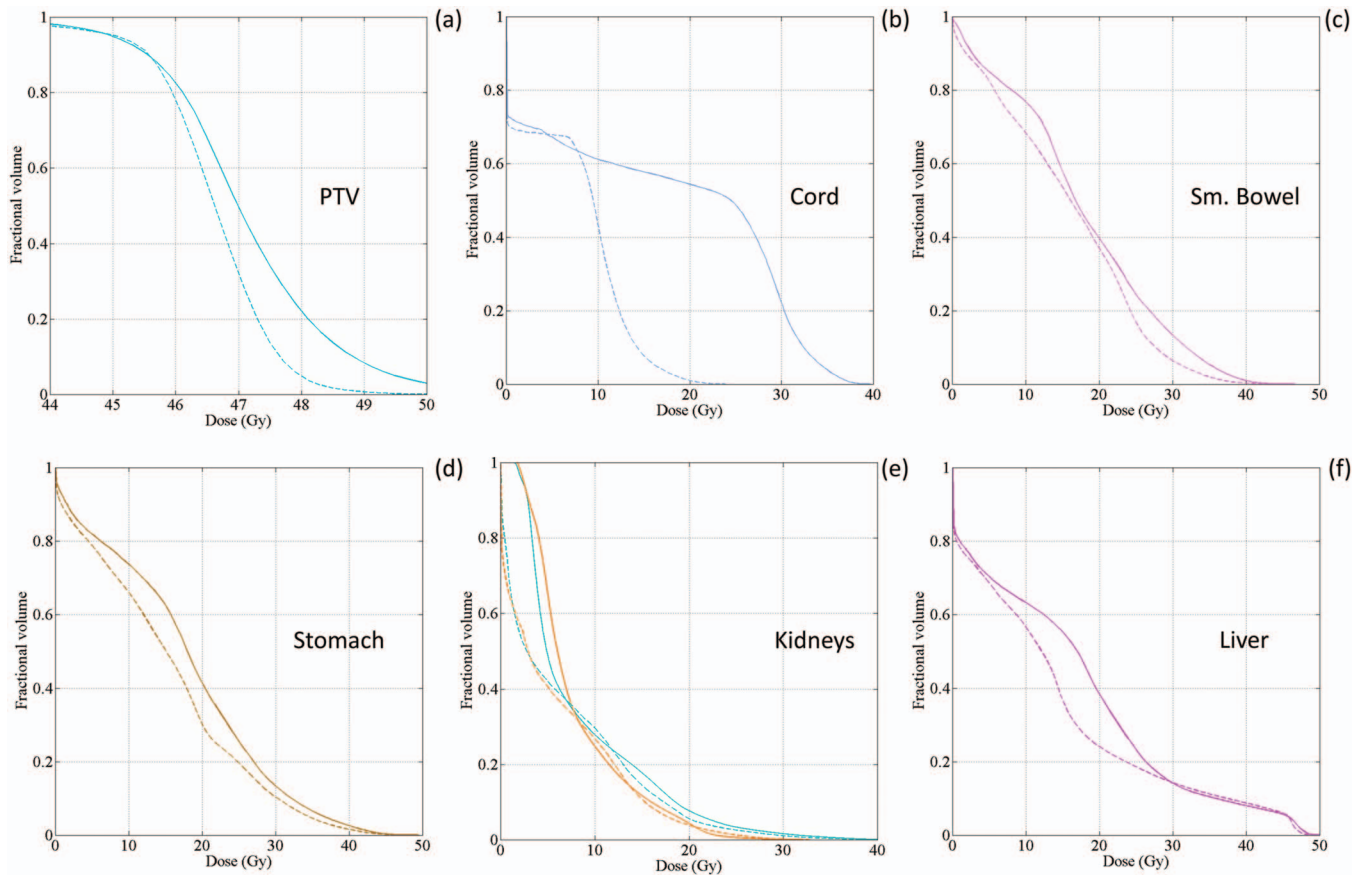 (a)
1
0.8
0.6
0.4
0.2
0
Fractional volume
PTV
44 45 46 47 48 49 50
Dose (Gy)
(b)
1
0.8
0.6
0.4
0.2
0
Fractional volume
Cord
0 10 20 30 40
Dose (Gy)
(c)
1
0.8
0.6
0.4
0.2
0
Fractional volume
Sm. Bowel
0 10 20 30 40 50
Dose (Gy)
(d)
1
0.8
0.6
0.4
0.2
0
Fractional volume
Stomach
0 10 20 30 40 50
Dose (Gy)
(e)
1
0.8
0.6
0.4
0.2
0
Fractional volume
Kidneys
0 10 20 30 40
Dose (Gy)
(f)
1
0.8
0.6
0.4
0.2
0
Fractional volume
Liver
0 10 20 30 40 50
Dose (Gy)